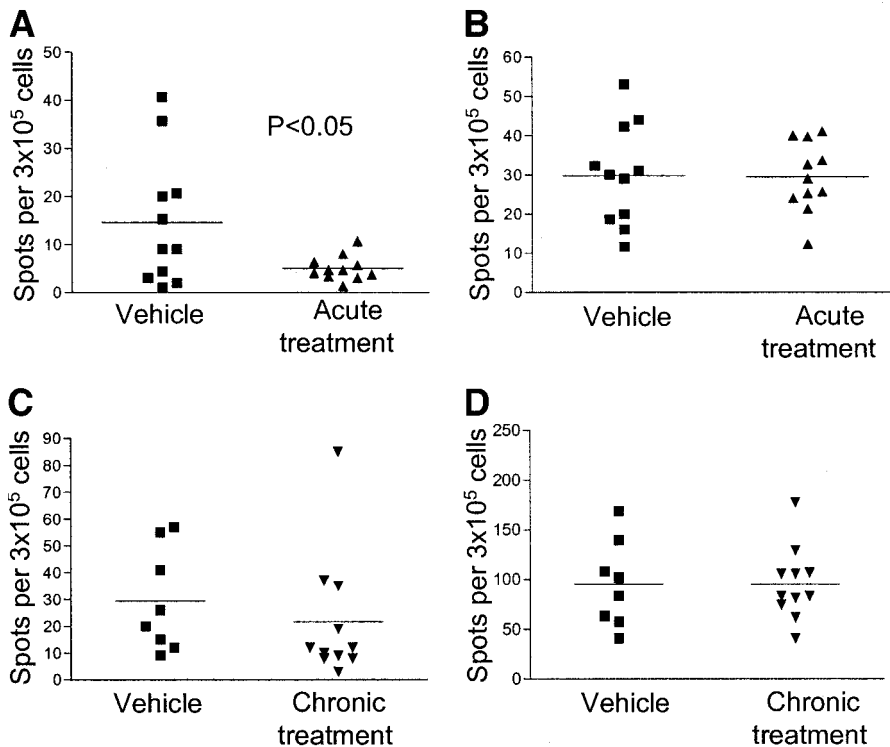 A
Spots per 3x10⁵ cells
50
40
30
20
10
0
P<0.05
Vehicle
Acute
treatment
B
Spots per 3x10⁵ cells
60
50
40
30
20
10
0
Vehicle
Acute
treatment
C
Spots per 3x10⁵ cells
90
80
70
60
50
40
30
20
10
0
Vehicle
Chronic
treatment
D
Spots per 3x10⁵ cells
250
200
150
100
50
0
Vehicle
Chronic
treatment